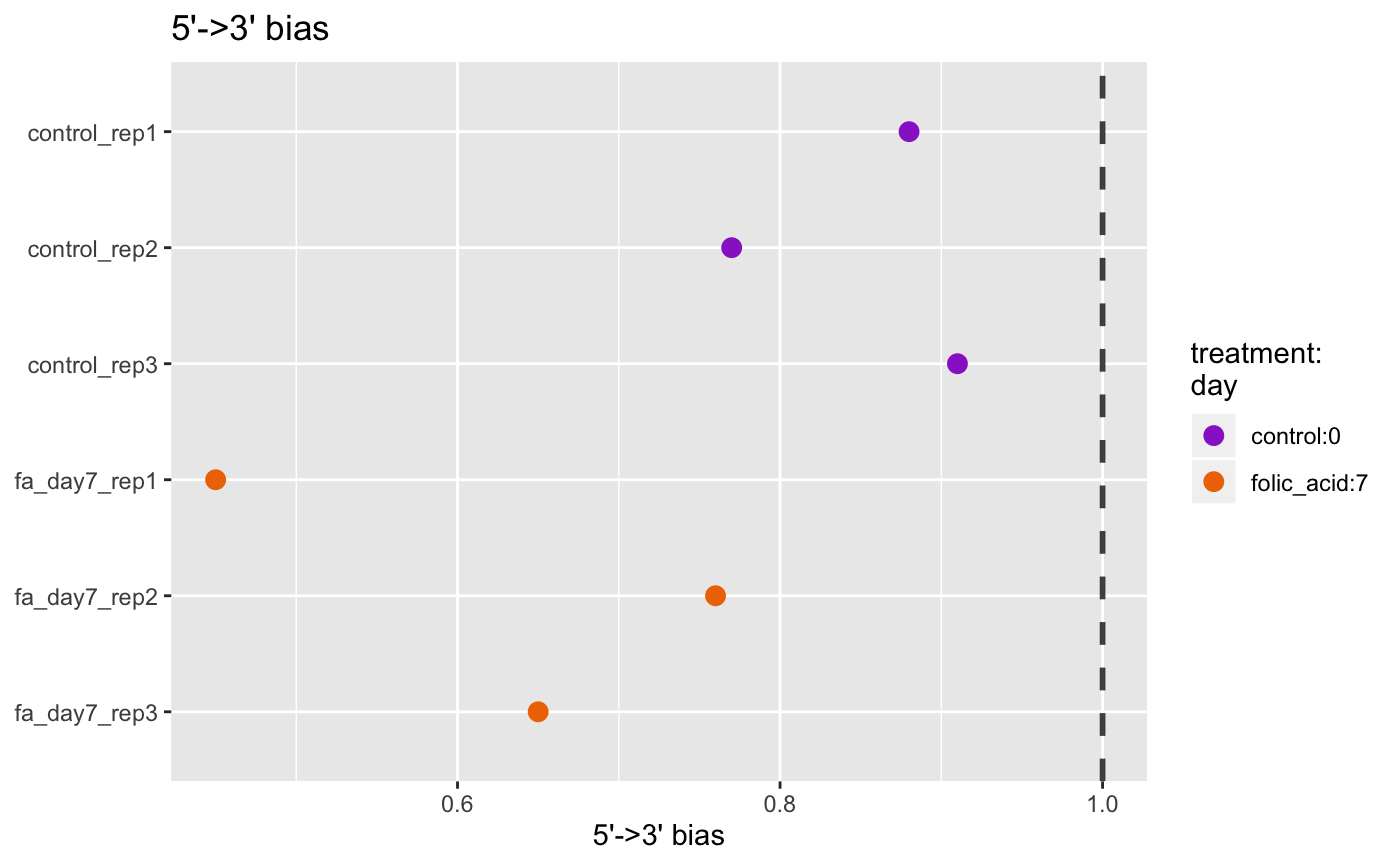 5'->3' bias
control_rep1
control_rep2
control_rep3
fa_day7_rep1
fa_day7_rep2
fa_day7_rep3
0.6 0.8 1.0
5'->3' bias
treatment:
day
control:0
folic_acid:7